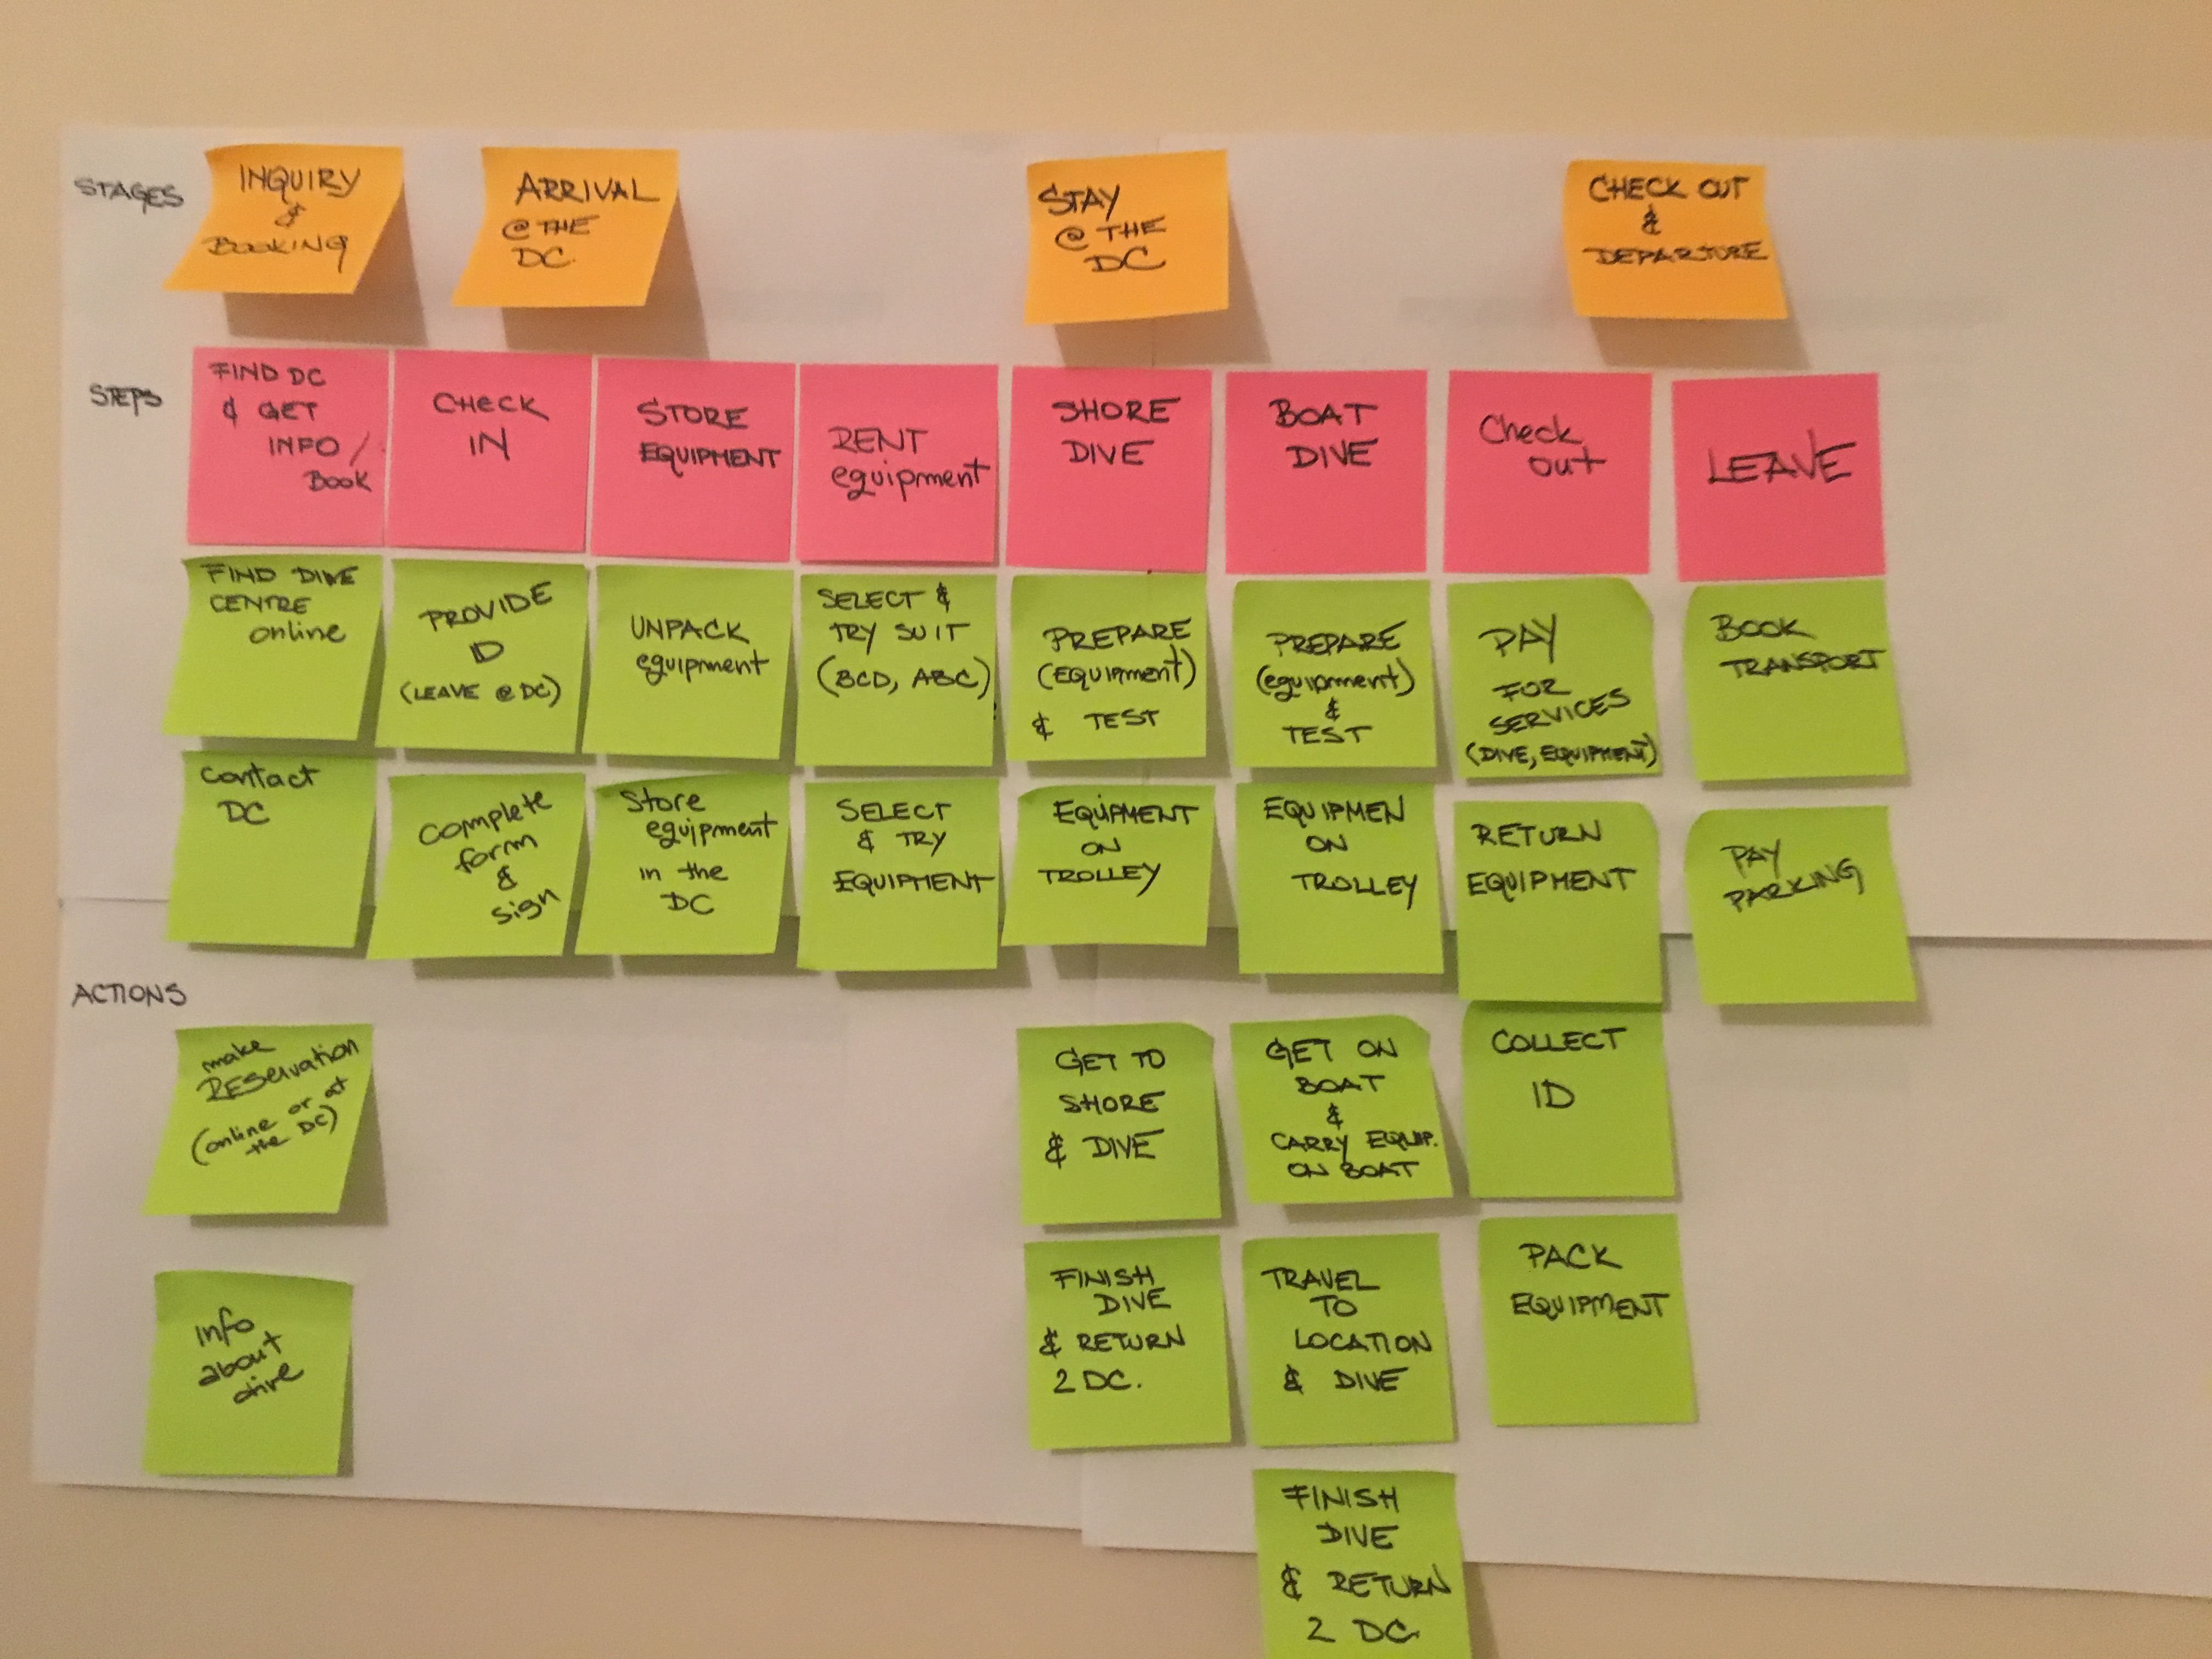 STAGES
INQUIRY
&
BOOKING
ARRIVAL
@ THE
DC
STAY
@ THE
DC
CHECK OUT
&
DEPARTURE
STEPS
FIND DC
& GET
INFO /
BOOK
CHECK
IN
STORE
EQUIPMENT
RENT
equipment
SHORE
DIVE
BOAT
DIVE
Check
out
LEAVE
FIND DIVE
CENTRE
online
PROVIDE
ID
(LEAVE @ DC)
UNPACK
equipment
SELECT &
TRY SUIT
(BCD, ABC)
PREPARE
(EQUIPMENT)
& TEST
PREPARE
(equipment)
&
TEST
PAY
FOR
SERVICES
(DIVE, EQUIPMENT)
BOOK
TRANSPORT
Contact
DC
Complete
form
&
sign
Store
equipment
in the
DC
SELECT
& TRY
EQUIPMENT
EQUIPMENT
ON
TROLLEY
EQUIPMEN
ON
TROLLEY
RETURN
EQUIPMENT
PAY
PARKING
ACTIONS
make
RESERVATION
(online or at
the DC)
GET TO
SHORE
& DIVE
GET ON
BOAT
&
CARRY EQUIP.
ON BOAT
COLLECT
ID
Info
about
dive
FINISH
DIVE
& RETURN
2 DC.
TRAVEL
TO
LOCATION
& DIVE
PACK
EQUIPMENT
FINISH
DIVE
& RETURN
2 DC